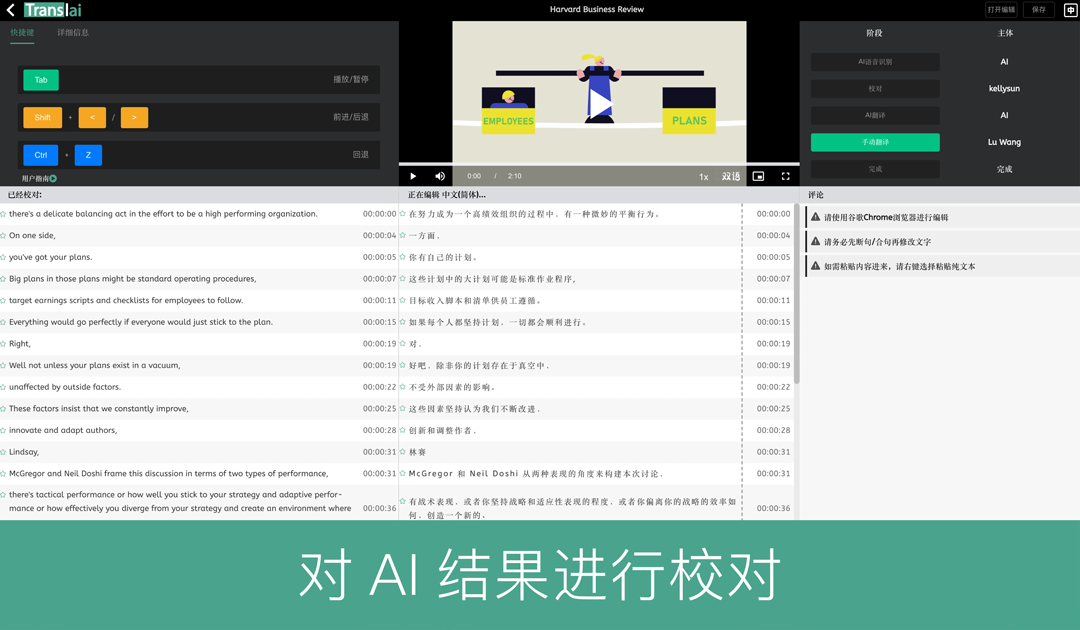 Translai
Harvard Business Review
打开编辑
保存
中
快捷键
详细信息
Tab
播放/暂停
Shift + < / >
前进/后退
Ctrl + Z
回退
用户指南
EMPLOYEES
PLANS
0:00 / 2:10
1x
双语
阶段 主体
AI语音识别 AI
校对 kellysun
AI翻译 AI
手动翻译 Lu Wang
完成 完成
已经校对:
there's a delicate balancing act in the effort to be a high performing organization. 00:00:00
On one side, 00:00:04
you've got your plans. 00:00:05
Big plans in those plans might be standard operating procedures, 00:00:07
target earnings scripts and checklists for employees to follow. 00:00:11
Everything would go perfectly if everyone would just stick to the plan. 00:00:15
Right, 00:00:19
Well not unless your plans exist in a vacuum, 00:00:19
unaffected by outside factors. 00:00:22
These factors insist that we constantly improve, 00:00:25
innovate and adapt authors, 00:00:28
Lindsay, 00:00:31
McGregor and Neil Doshi frame this discussion in terms of two types of performance, 00:00:31
there's tactical performance or how well you stick to your strategy and adaptive perfor-
mance or how effectively you diverge from your strategy and create an environment where 00:00:36
正在编辑 中文(简体)...
在努力成为一个高绩效组织的过程中，有一种微妙的平衡行为。 00:00:00
一方面， 00:00:04
你有自己的计划。 00:00:05
这些计划中的大计划可能是标准作业程序， 00:00:07
目标收入脚本和清单供员工遵循。 00:00:11
如果每个人都坚持计划，一切都会顺利进行。 00:00:15
对， 00:00:19
好吧，除非你的计划存在于真空中， 00:00:19
不受外部因素的影响。 00:00:22
这些因素坚持认为我们不断改进， 00:00:25
创新和调整作者， 00:00:28
林赛 00:00:31
McGregor 和 Neil Doshi 从两种表现的角度来构建本次讨论， 00:00:31
有战术表现，或者你坚持战略和适应性表现的程度，或者你偏离你的战略的效率如
何，创造一个新的。 00:00:36
评论
请使用谷歌Chrome浏览器进行编辑
请务必先断句/合句再修改文字
如需粘贴内容进来，请右键选择粘贴纯文本
对 AI 结果进行校对